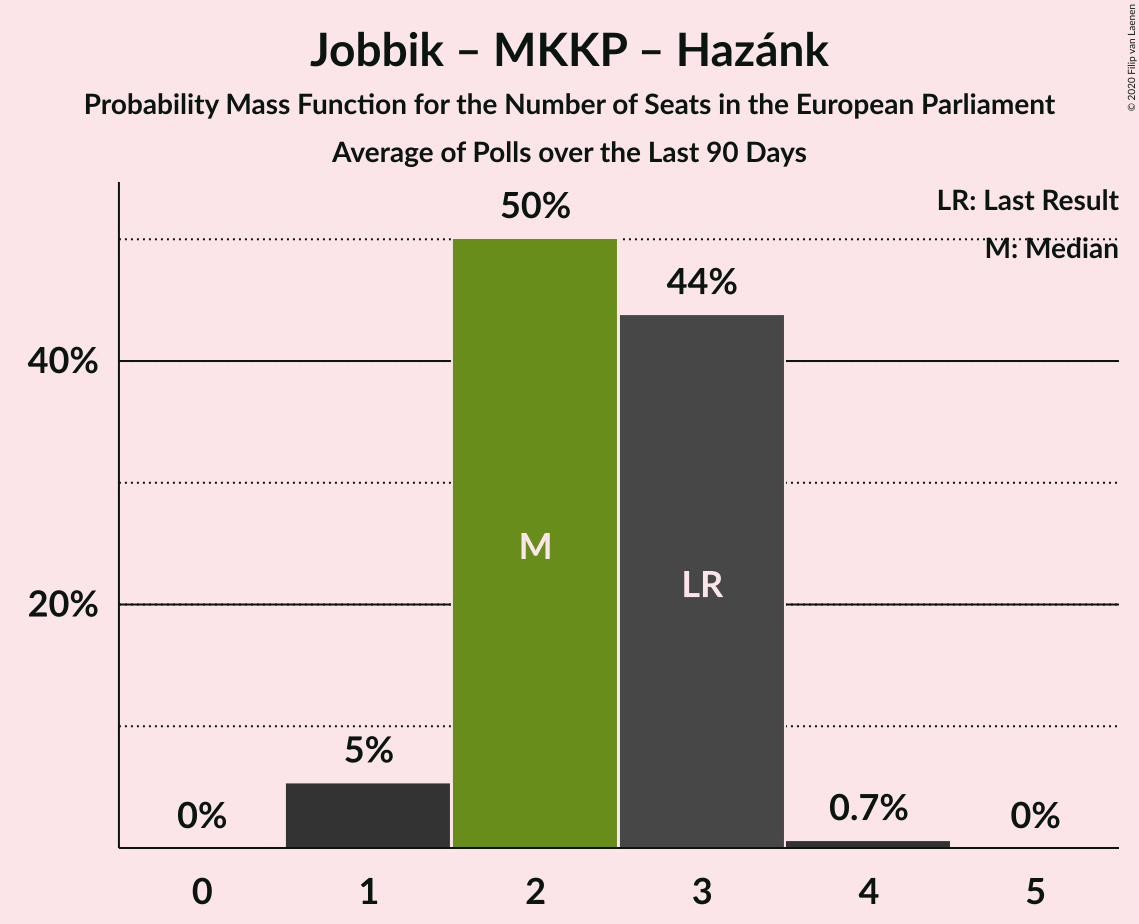 Jobbik – MKKP – Hazánk
Probability Mass Function for the Number of Seats in the European Parliament
Average of Polls over the Last 90 Days
© 2020 Filip van Laenen
LR: Last Result
M: Median
50%
44%
40%
M
LR
20%
5%
0%
0.7%
0%
0 1 2 3 4 5